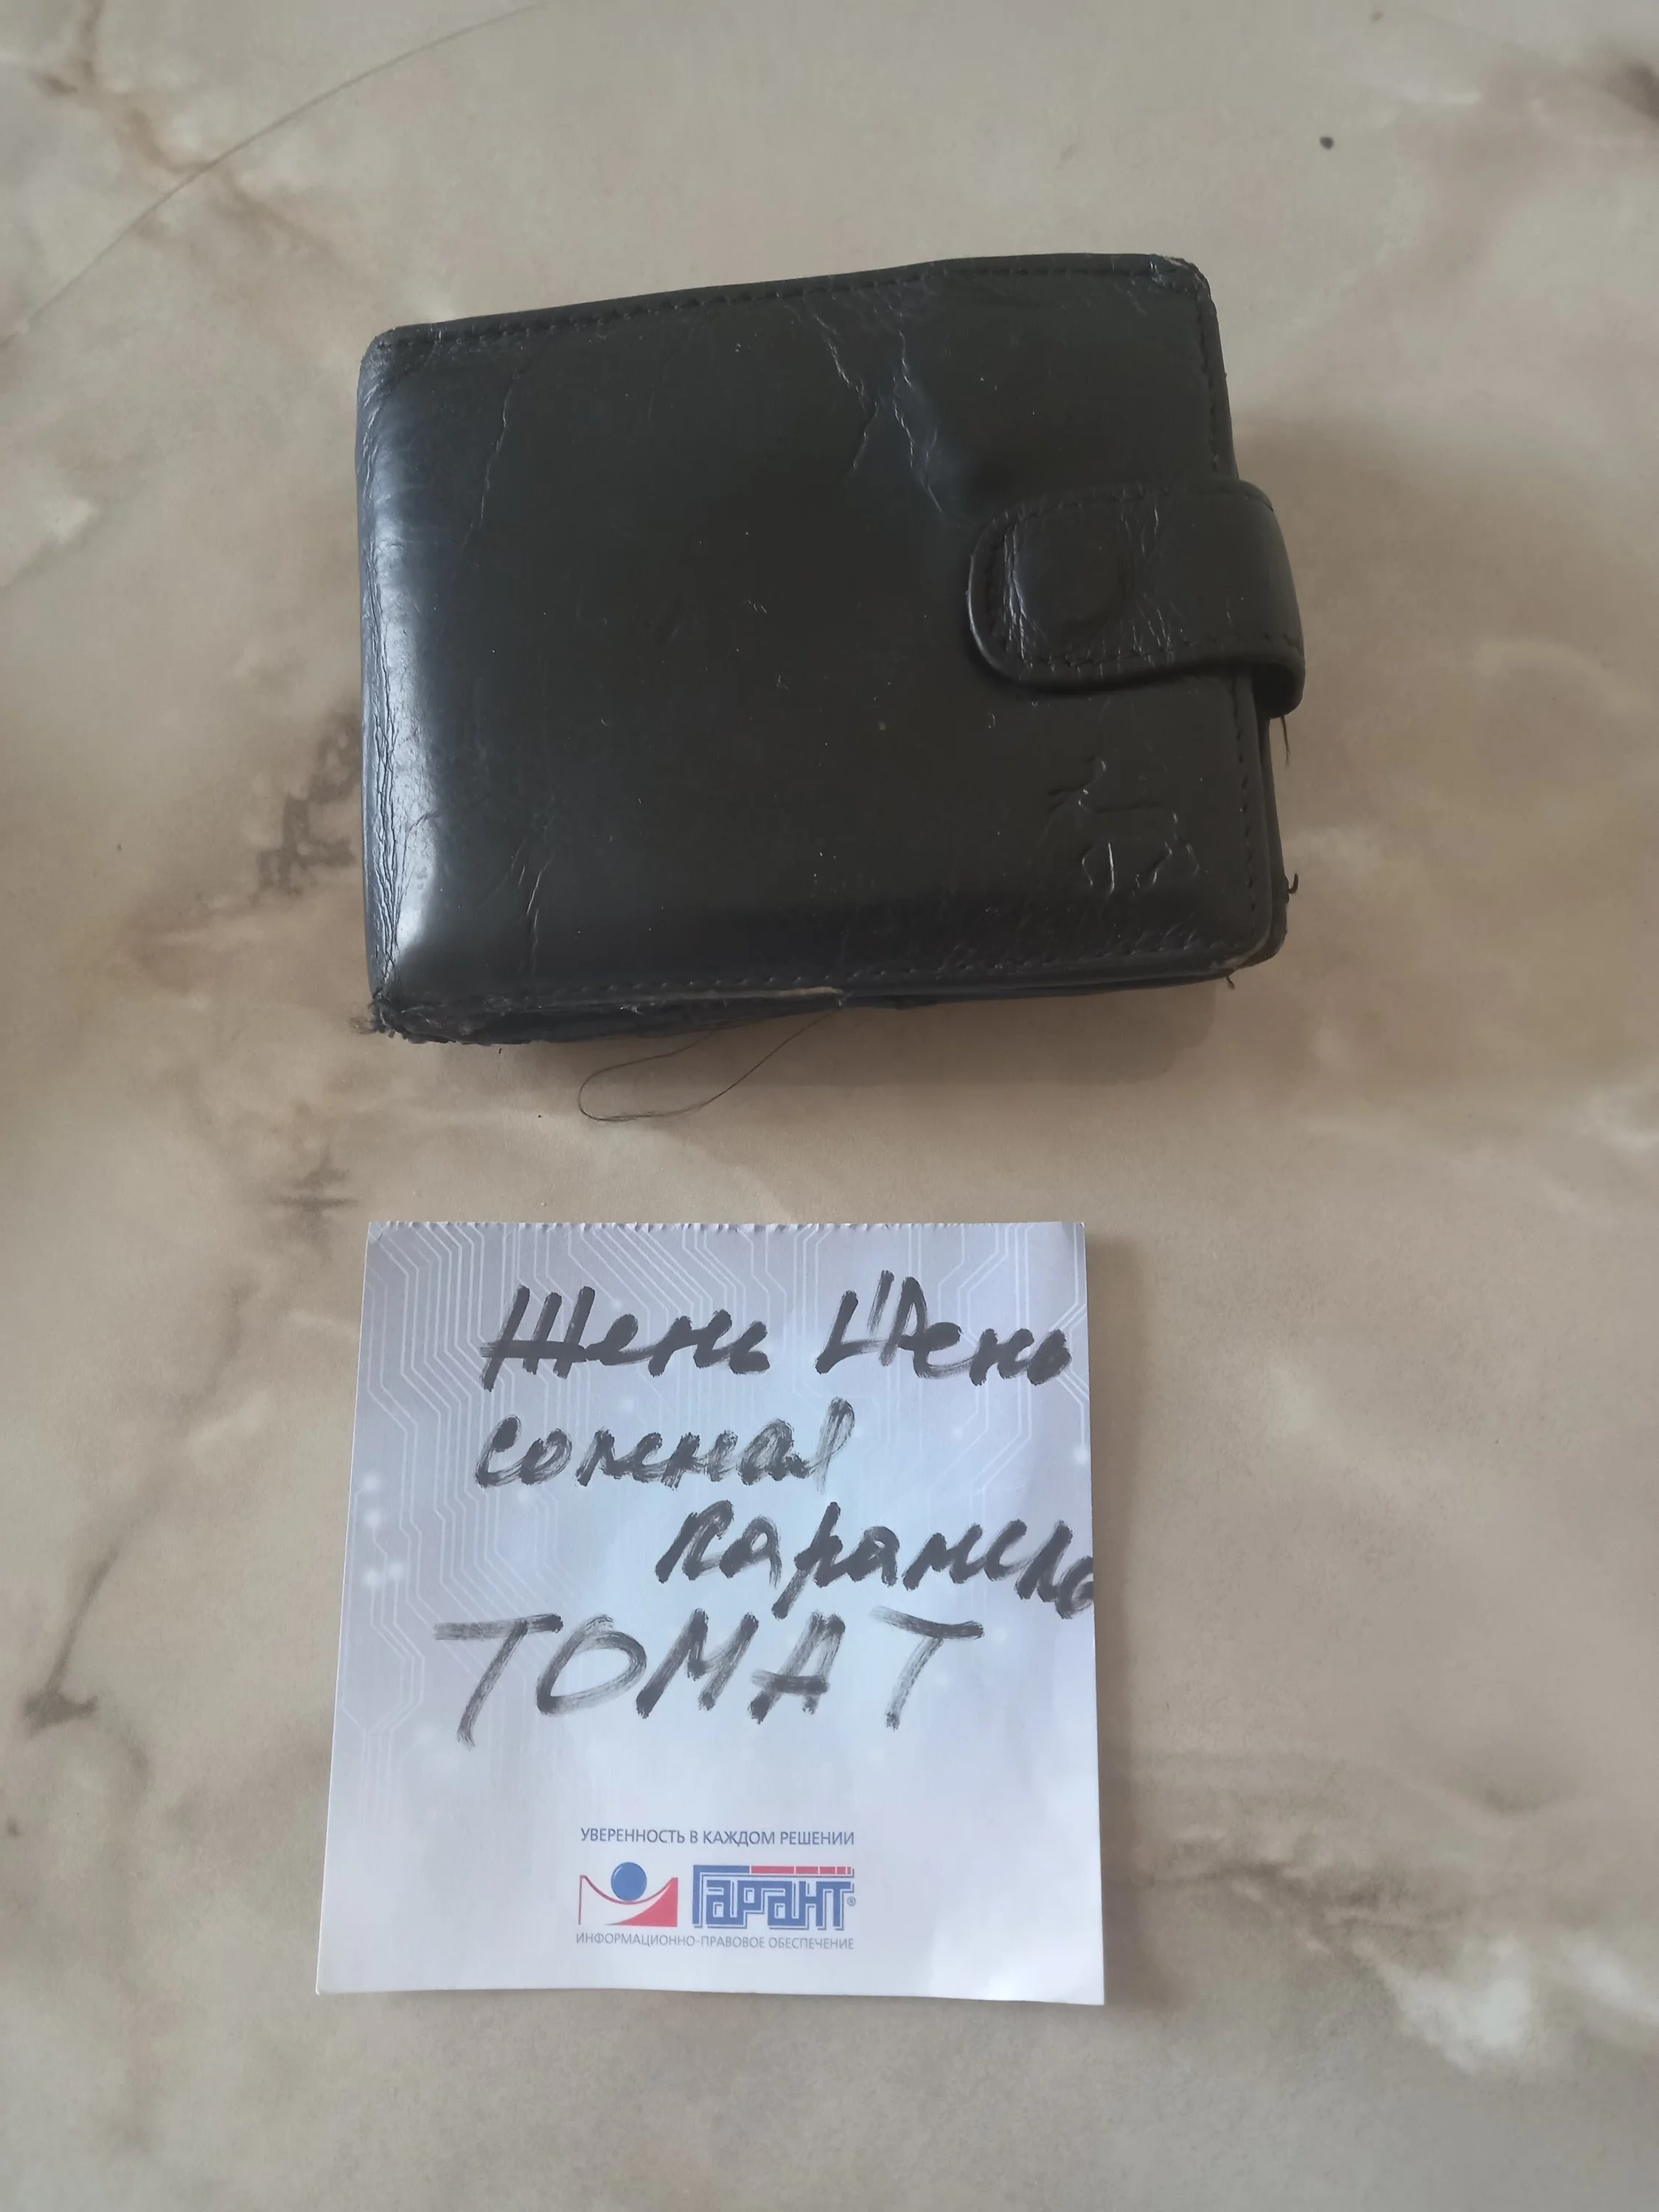 Жень Шень
соленая
карамель
ТОМАТ
УВЕРЕННОСТЬ В КАЖДОМ РЕШЕНИИ
ГАРАНТ®
ИНФОРМАЦИОННО-ПРАВОВОЕ ОБЕСПЕЧЕНИЕ